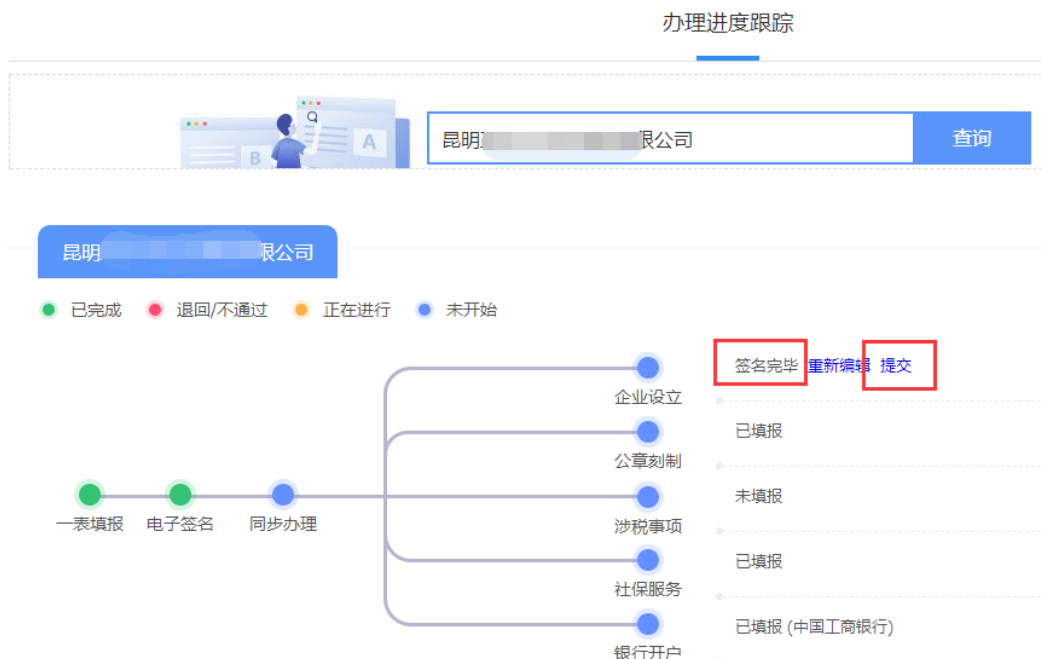 办理进度跟踪
B
A
昆明
限公司
查询
昆明
限公司
已完成 退回/不通过 正在进行 未开始
签名完毕 重新编辑 提交
企业设立
已填报
公章刻制
未填报
一表填报 电子签名 同步办理
涉税事项
已填报
社保服务
已填报 (中国工商银行)
银行开户